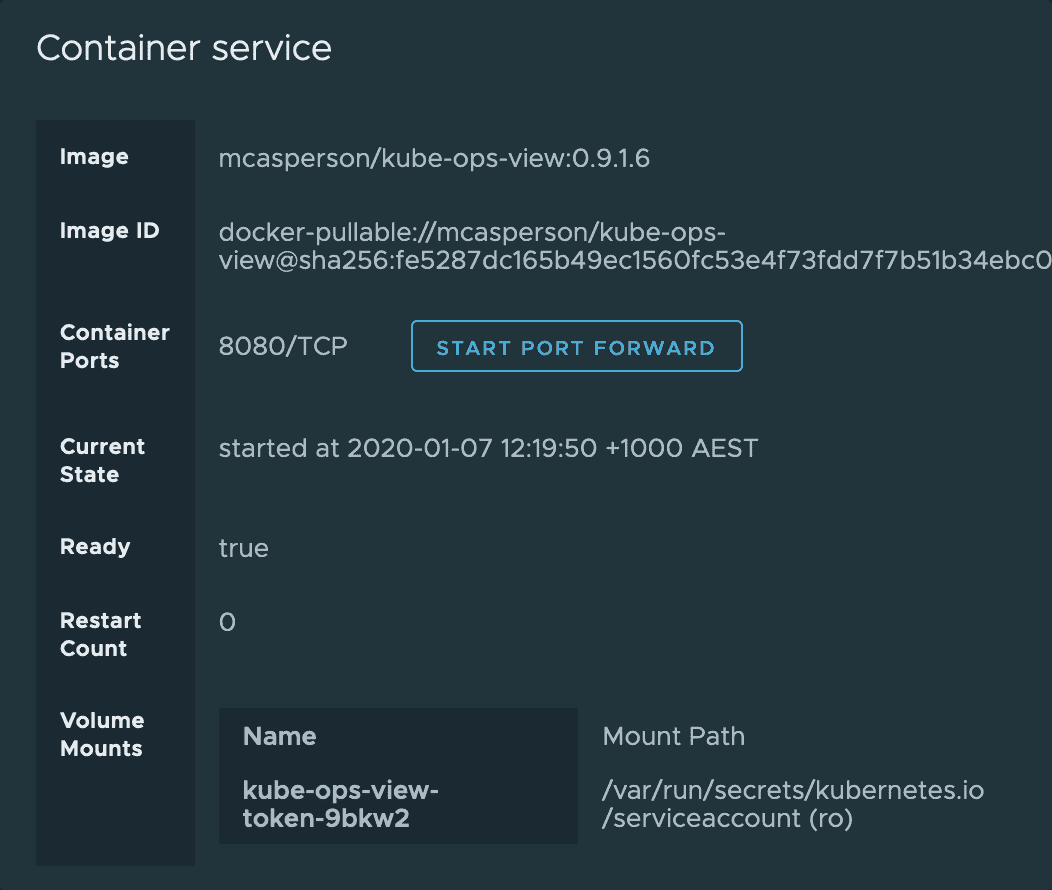 Container service
Image
mcasperson/kube-ops-view:0.9.1.6
Image ID
docker-pullable://mcasperson/kube-ops-
view@sha256:fe5287dc165b49ec1560fc53e4f73fdd7f7b51b34ebc0
Container
Ports
8080/TCP
START PORT FORWARD
Current
State
started at 2020-01-07 12:19:50 +1000 AEST
Ready
true
Restart
Count
0
Volume
Mounts
Name
Mount Path
kube-ops-view-
token-9bkw2
/var/run/secrets/kubernetes.io
/serviceaccount (ro)